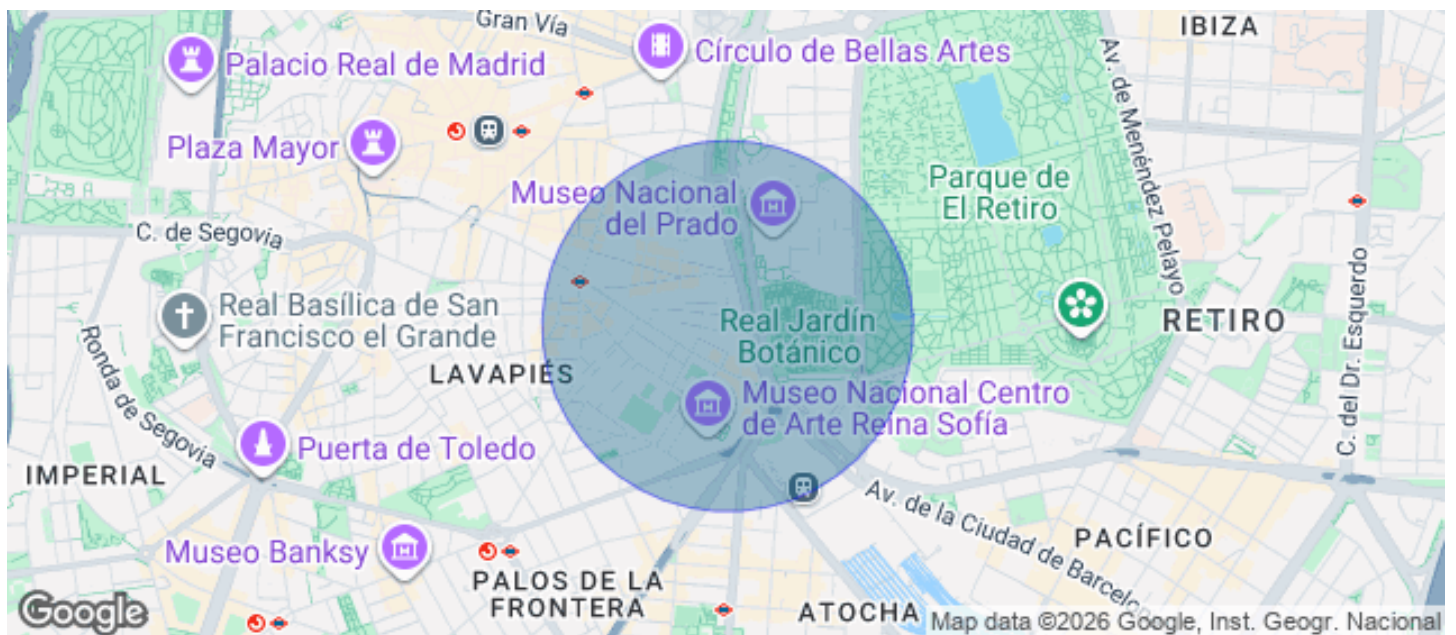 Gran Vía
IBIZA
Palacio Real de Madrid
Círculo de Bellas Artes
Av. de Menéndez Pelayo
Plaza Mayor
Museo Nacional
del Prado
Parque de
El Retiro
C. de Segovia
Real Basílica de San
Francisco el Grande
Real Jardín
Botánico
RETIRO
C. del Dr. Esquerdo
Ronda de Segovia
LAVAPIÉS
Museo Nacional Centro
de Arte Reina Sofía
Puerta de Toledo
IMPERIAL
Av. de la Ciudad de Barcelo
PACÍFICO
Museo Banksy
PALOS DE LA
FRONTERA
ATOCHA
Google
Map data ©2026 Google, Inst. Geogr. Nacional